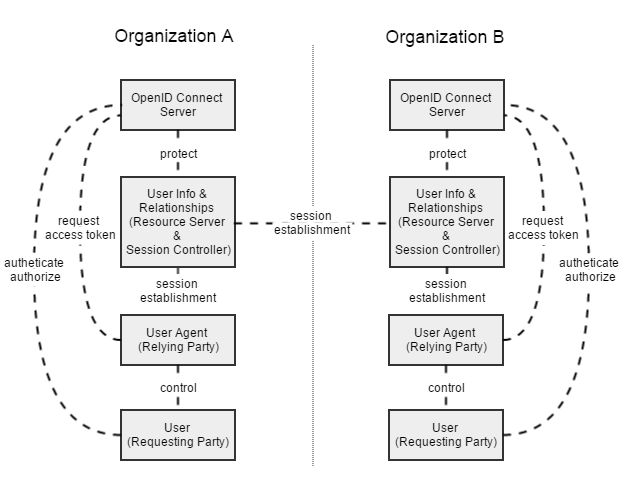 Organization A
Organization B
OpenID Connect
Server
OpenID Connect
Server
protect
protect
User Info &
Relationships
(Resource Server
&
Session Controller)
User Info &
Relationships
(Resource Server
&
Session Controller)
session
establishment
request
access token
request
access token
autheticate
authorize
autheticate
authorize
session
establishment
session
establishment
User Agent
(Relying Party)
User Agent
(Relying Party)
control
control
User
(Requesting Party)
User
(Requesting Party)